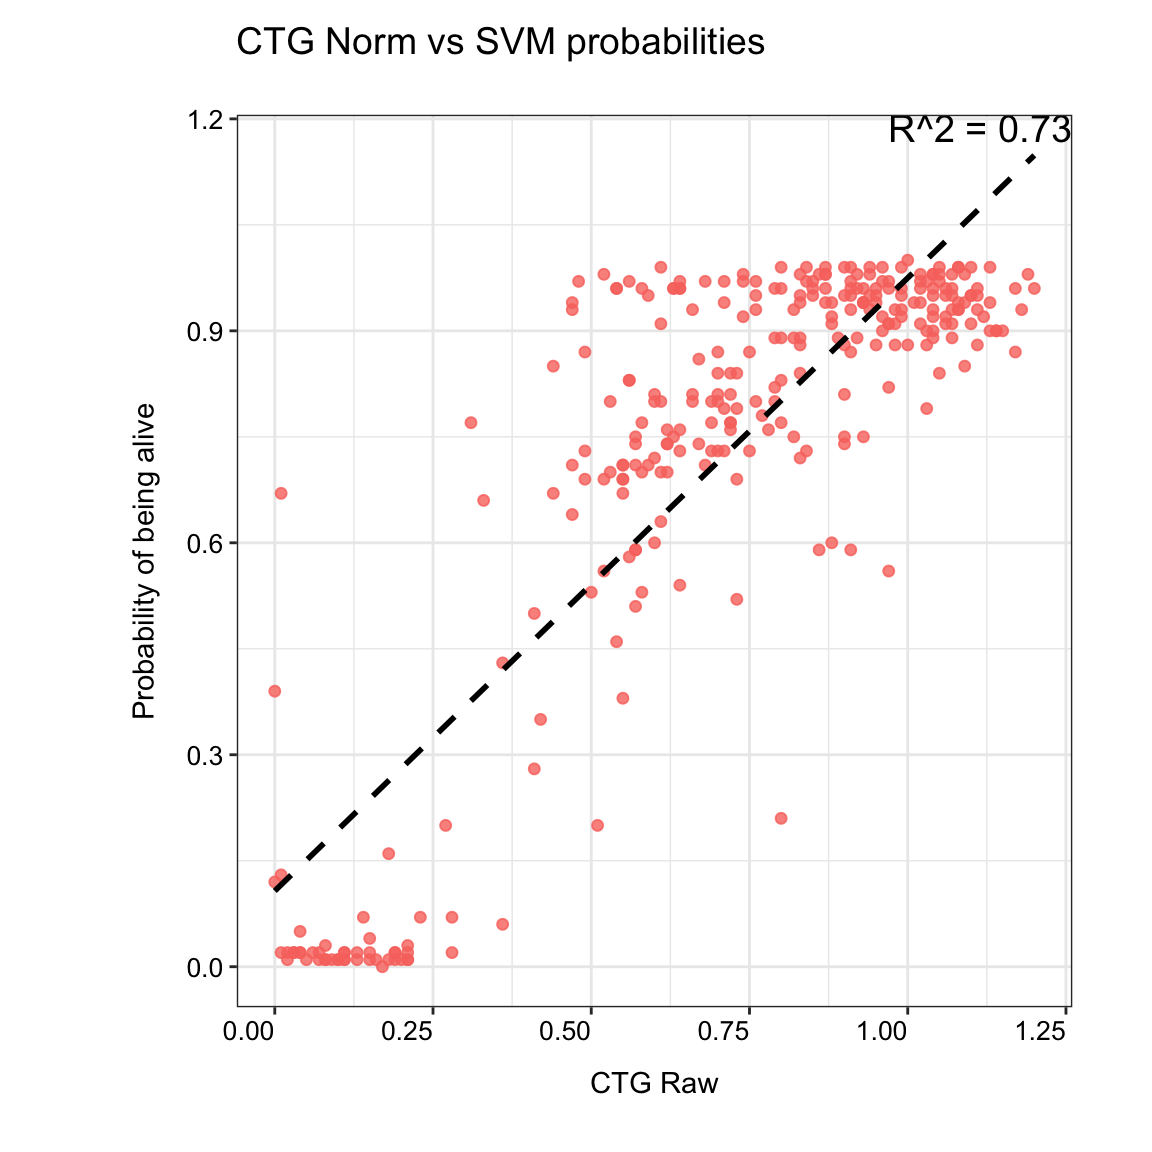 CTG Norm vs SVM probabilities
R^2 = 0.73
1.2
0.9
0.6
0.3
0.0
Probability of being alive
0.00 0.25 0.50 0.75 1.00 1.25
CTG Raw